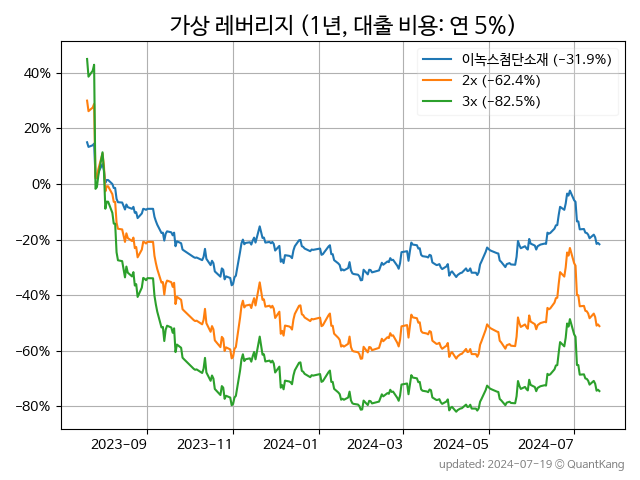 가상 레버리지 (1년, 대출 비용: 연 5%)
이녹스첨단소재 (−31.9%)
2x (−62.4%)
3x (−82.5%)
40%
20%
0%
−20%
−40%
−60%
−80%
2023-09
2023-11
2024-01
2024-03
2024-05
2024-07
updated: 2024-07-19 © QuantKang